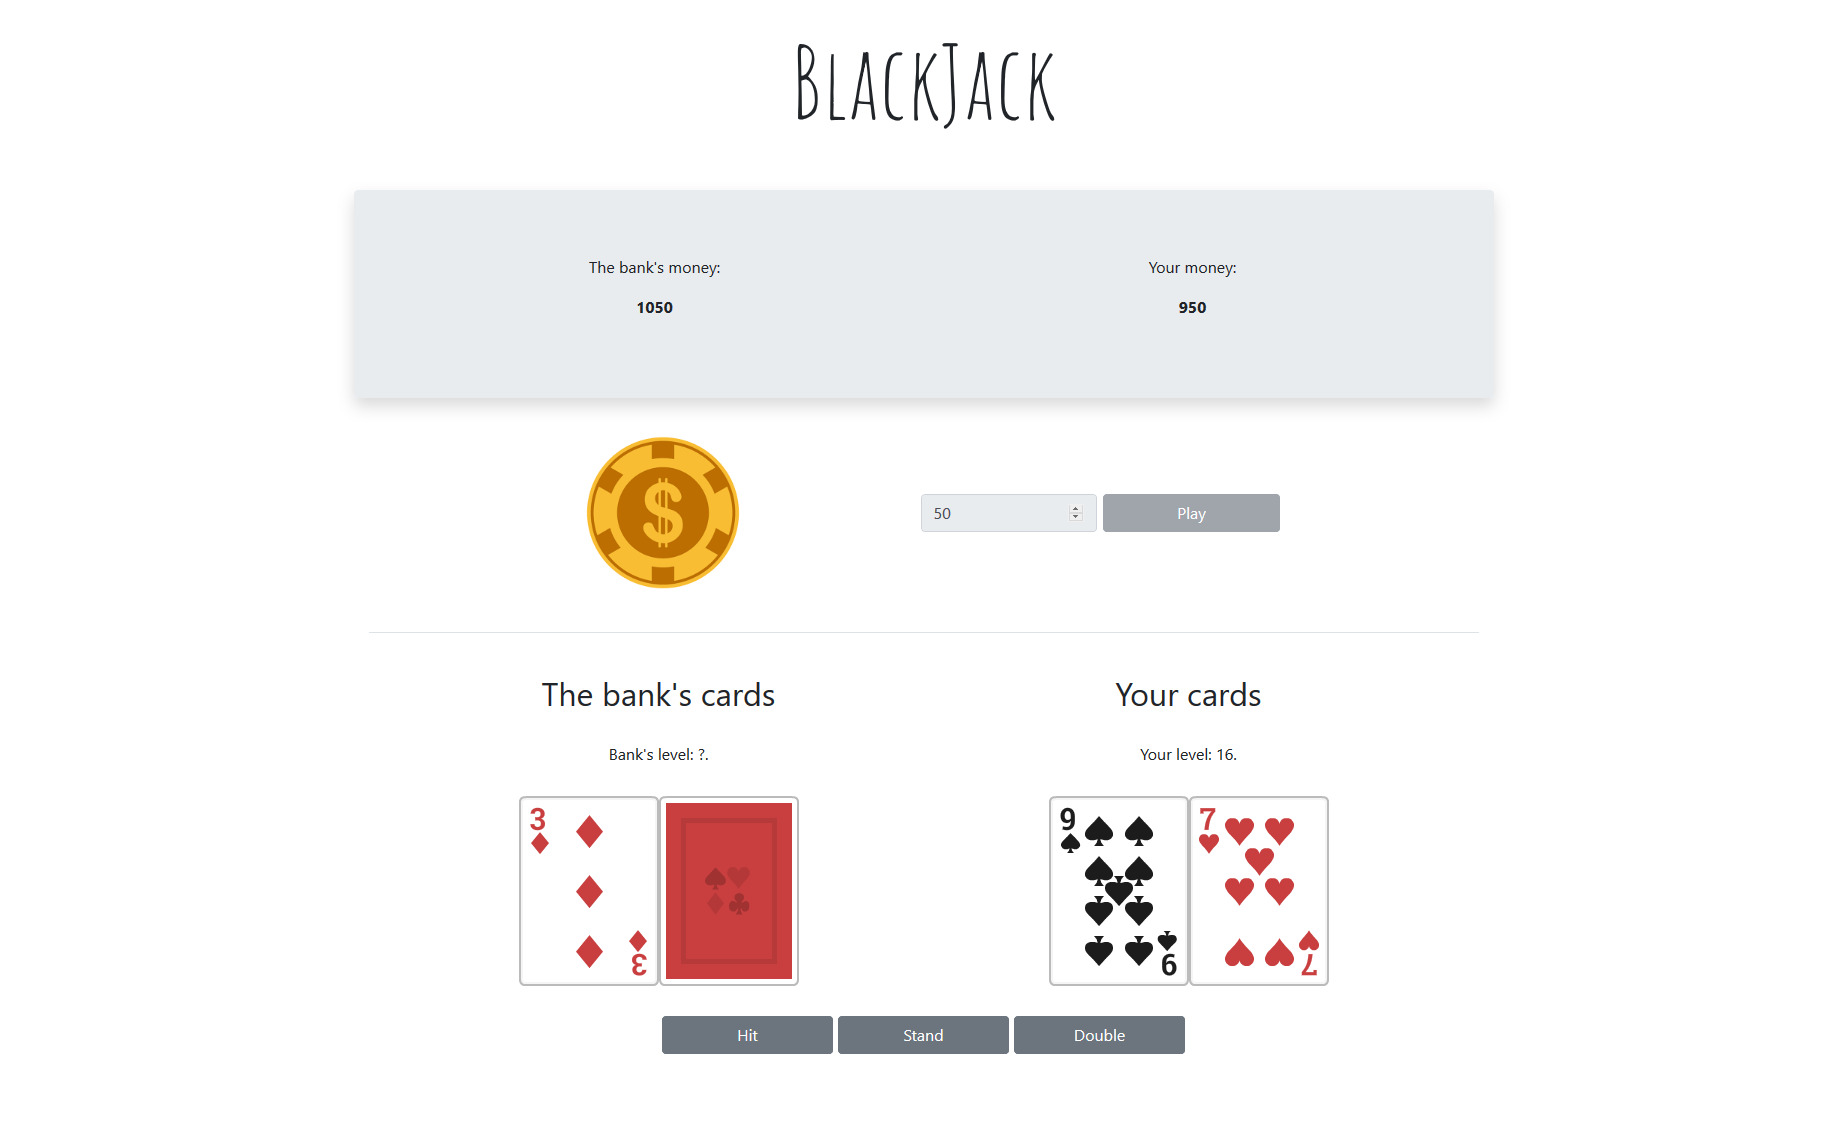 BlackJack
The bank's money:
Your money:
1050
950
$
50
Play
The bank's cards
Your cards
Bank's level: ?.
Your level: 16.
3
9
7
3
9
7
Hit
Stand
Double